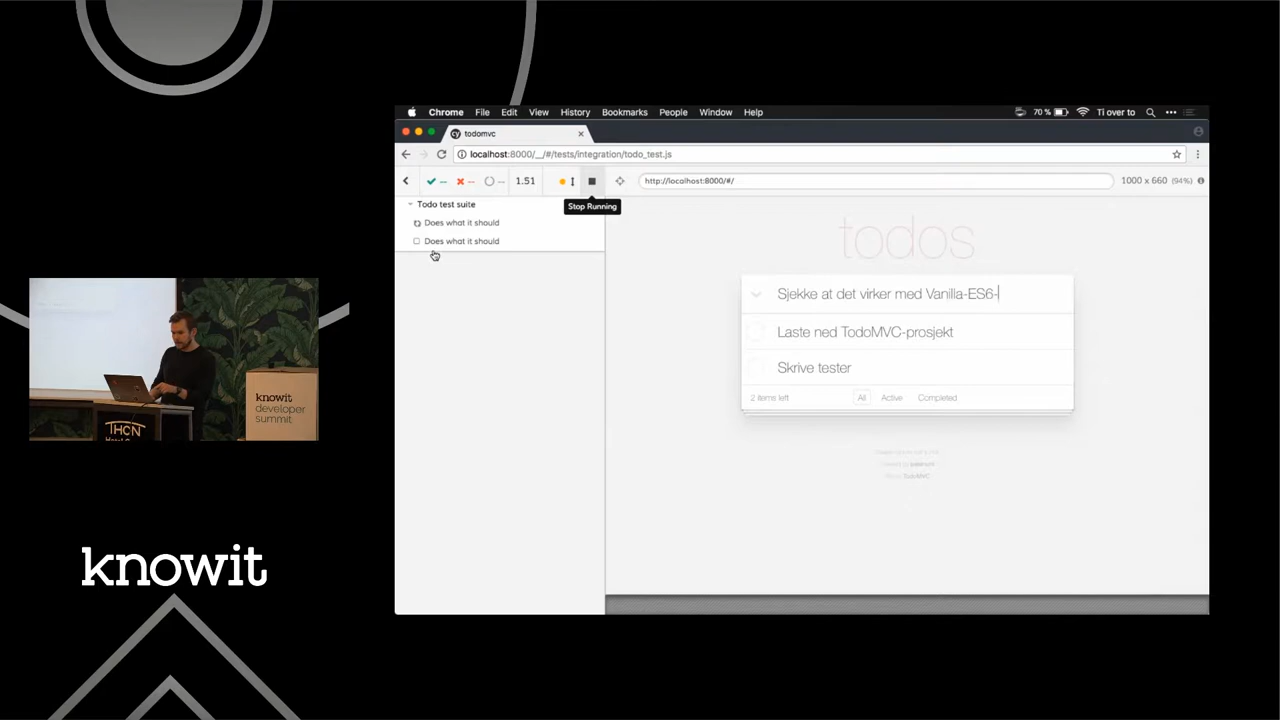 Chrome File Edit View History Bookmarks People Window Help 70 % Ti over to
cy todomvc
localhost:8000/__/#/tests/integration/todo_test.js
-- -- -- 1.51 http://localhost:8000/#/ 1000 x 660 (94%)
Stop Running
Todo test suite
Does what it should
Does what it should
todos
Sjekke at det virker med Vanilla-ES6-
Laste ned TodoMVC-prosjekt
Skrive tester
2 items left All Active Completed
TodoMVC
knowit
developer
summit
THON
knowit